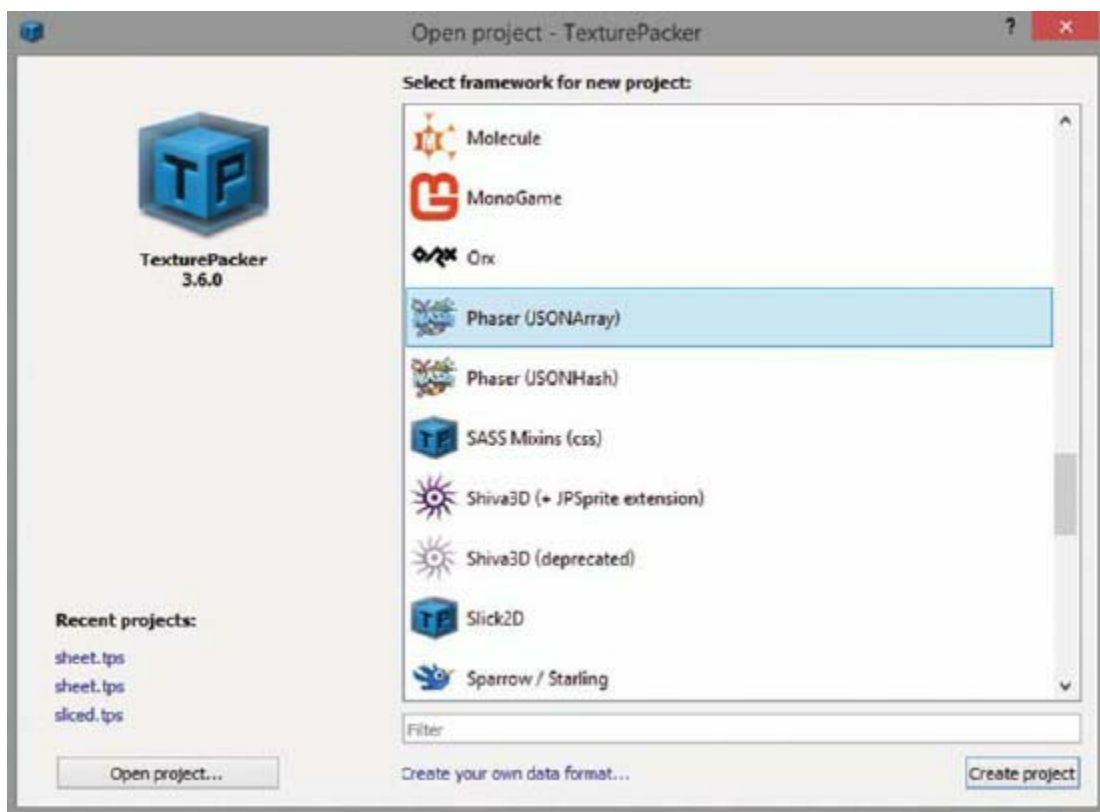 Open project - TexturePacker
?
Select framework for new project:
TP
TexturePacker
3.6.0
Molecule
MonoGame
Orx
Phaser (JSONArray)
Phaser (JSONHash)
SASS Mixins (css)
Shiva3D (+ JPSprite extension)
Shiva3D (deprecated)
Slick2D
Sparrow / Starling
Recent projects:
sheet.tps
sheet.tps
sliced.tps
Filter
Open project...
Create your own data format...
Create project